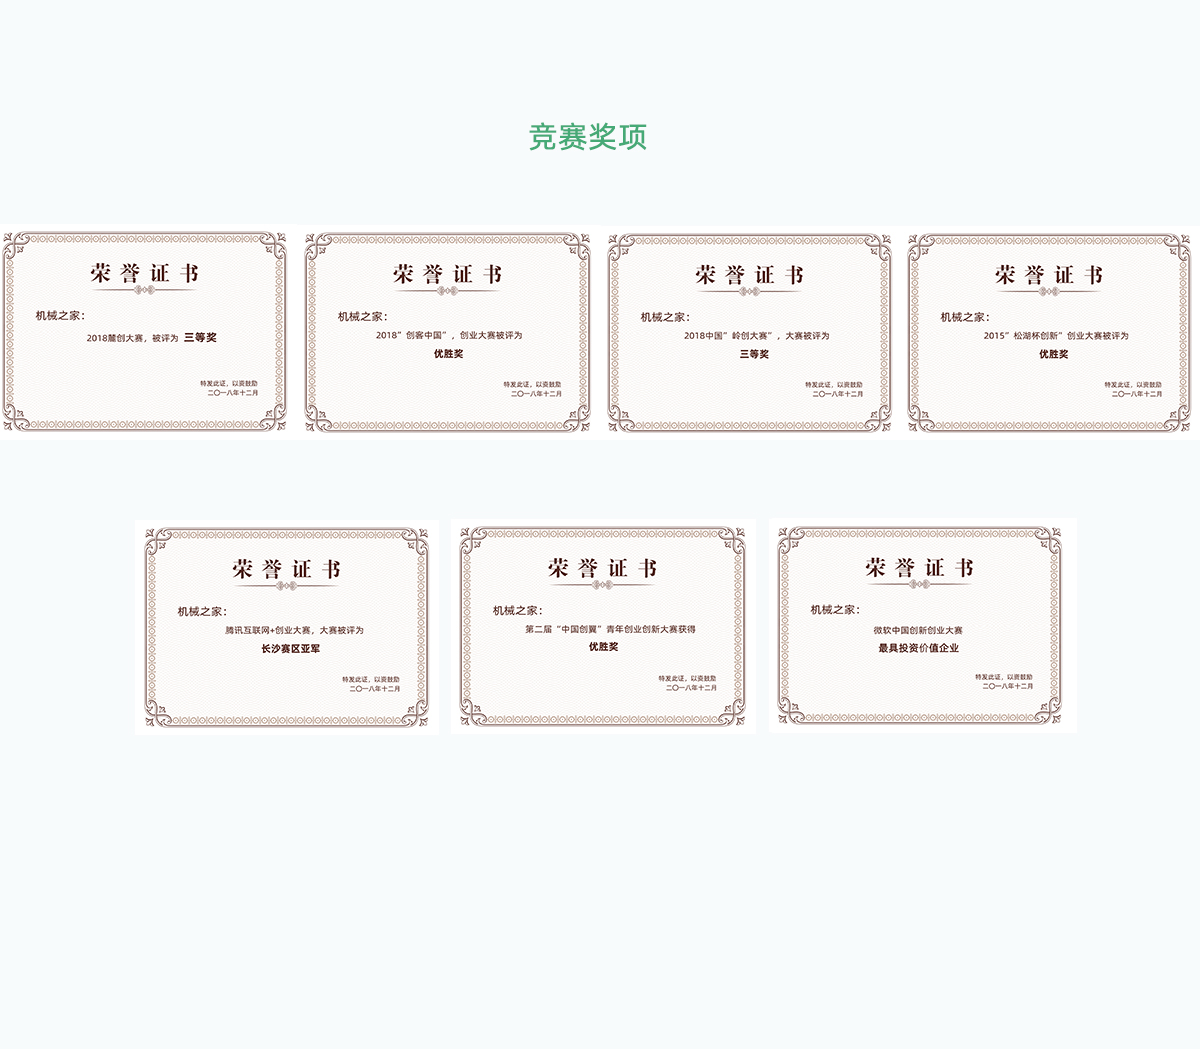 竞赛奖项
荣誉证书
机械之家：
2018麓创大赛，被评为 三等奖
特发此证，以资鼓励
二〇一八年十二月
荣誉证书
机械之家：
2018”创客中国”，创业大赛被评为
优胜奖
特发此证，以资鼓励
二〇一八年十二月
荣誉证书
机械之家：
2018中国”岭创大赛”，大赛被评为
三等奖
特发此证，以资鼓励
二〇一八年十二月
荣誉证书
机械之家：
2015”松湖杯创新”创业大赛被评为
优胜奖
特发此证，以资鼓励
二〇一八年十二月
荣誉证书
机械之家：
腾讯互联网+创业大赛，大赛被评为
长沙赛区亚军
特发此证，以资鼓励
二〇一八年十二月
荣誉证书
机械之家：
第二届“中国创翼”青年创业创新大赛获得
优胜奖
特发此证，以资鼓励
二〇一八年十二月
荣誉证书
机械之家：
微软中国创新创业大赛
最具投资价值企业
特发此证，以资鼓励
二〇一八年十二月